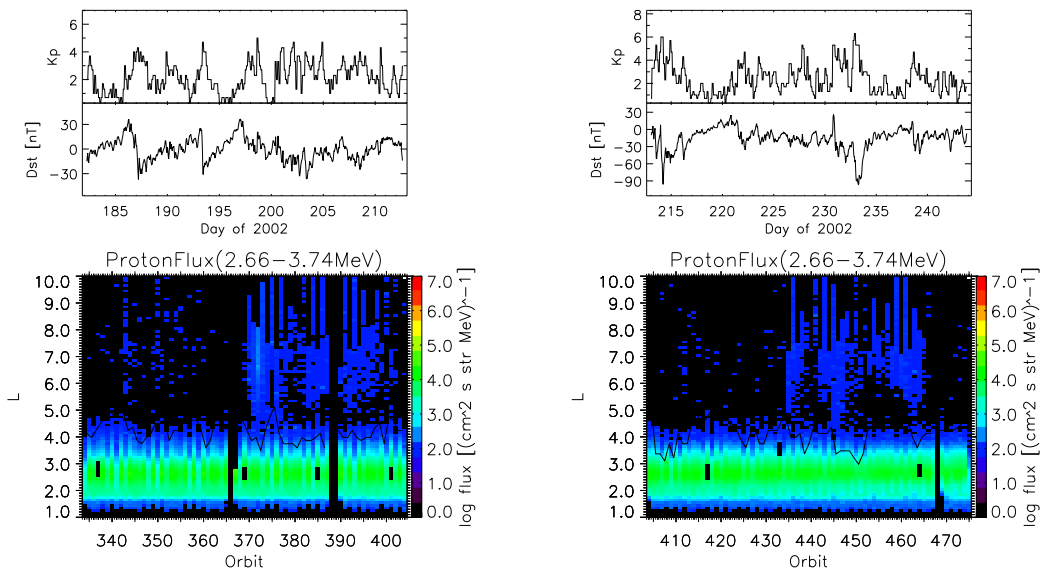 6
4
2
Kp
30
0
−30
Dst [nT]
185 190 195 200 205 210
Day of 2002
8
6
4
2
Kp
30
0
−30
−60
−90
Dst [nT]
215 220 225 230 235 240
Day of 2002
ProtonFlux(2.66−3.74MeV)
10.0
9.0
8.0
7.0
6.0
5.0
4.0
3.0
2.0
1.0
L
340 350 360 370 380 390 400
Orbit
7.0
6.0
5.0
4.0
3.0
2.0
1.0
0.0
log flux [(cm^2 s str MeV)^−1]
ProtonFlux(2.66−3.74MeV)
10.0
9.0
8.0
7.0
6.0
5.0
4.0
3.0
2.0
1.0
L
410 420 430 440 450 460 470
Orbit
7.0
6.0
5.0
4.0
3.0
2.0
1.0
0.0
log flux [(cm^2 s str MeV)^−1]